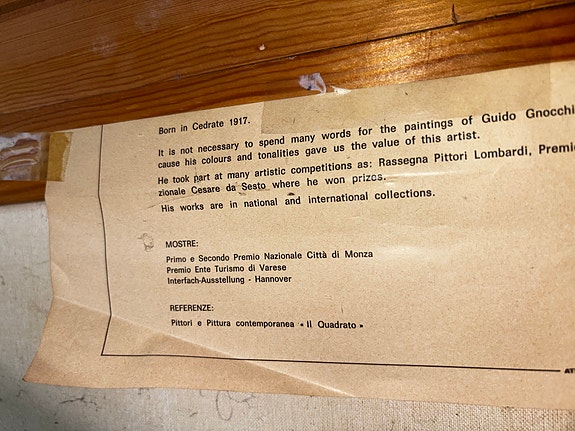 Born in Cedrate 1917.
It is not necessary to spend many words for the paintings of Guido Gnocchi
cause his colours and tonalities gave us the value of this artist.
He took part at many artistic competitions as: Rassegna Pittori Lombardi, Premi
zionale Cesare da Sesto where he won prizes.
His works are in national and international collections.
MOSTRE:
Primo e Secondo Premio Nazionale Città di Monza
Premio Ente Turismo di Varese
Interfach-Ausstellung - Hannover
REFERENZE:
Pittori e Pittura contemporanea «Il Quadrato»